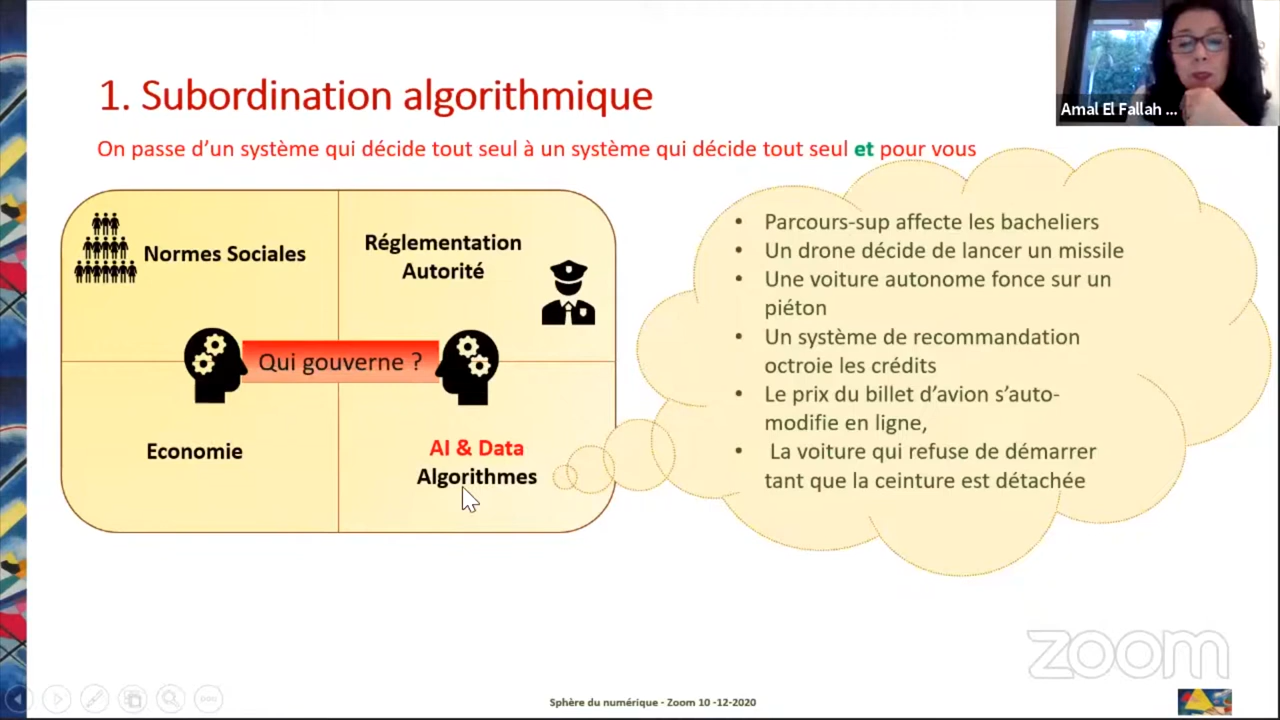 1. Subordination algorithmique
On passe d'un système qui décide tout seul à un système qui décide tout seul et pour vous
Amal El Fallah ...
Normes Sociales
Réglementation
Autorité
Qui gouverne ?
Economie
AI & Data
Algorithmes
• Parcours-sup affecte les bacheliers
• Un drone décide de lancer un missile
• Une voiture autonome fonce sur un
piéton
• Un système de recommandation
octroie les crédits
• Le prix du billet d'avion s'auto-
modifie en ligne,
• La voiture qui refuse de démarrer
tant que la ceinture est détachée
zoom
Sphère du numérique - Zoom 10 -12-2020